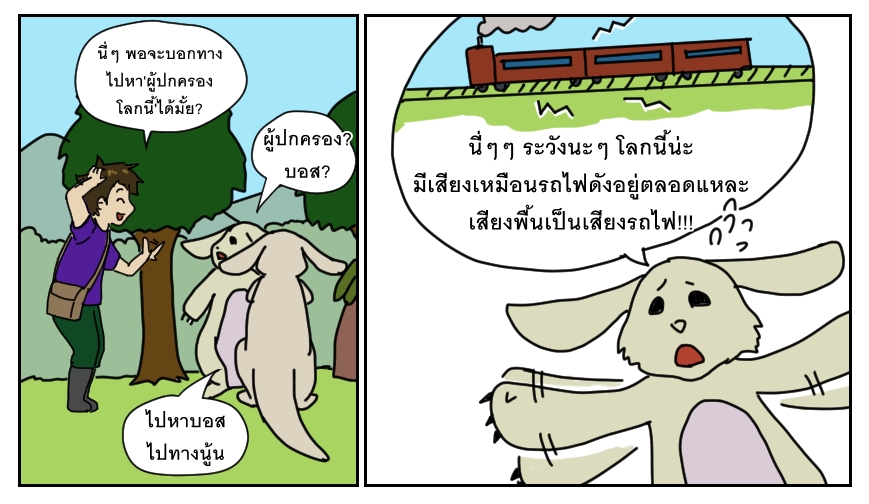 นี่ๆ พอจะบอกทาง
ไปหา'ผู้ปกครอง
โลกนี้'ได้มั้ย?
ผู้ปกครอง?
บอส?
ไปหาบอส
ไปทางนู้น
นี่ๆๆ ระวังนะๆ โลกนี้น่ะ
มีเสียงเหมือนรถไฟดังอยู่ตลอดแหละ
เสียงพื้นเป็นเสียงรถไฟ!!!